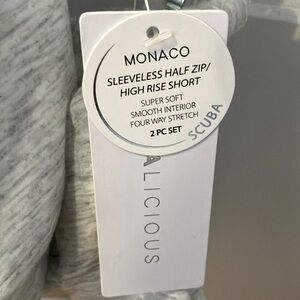 MONACO
SLEEVELESS HALF ZIP/
HIGH RISE SHORT
SUPER SOFT
SMOOTH INTERIOR
FOUR WAY STRETCH
2 PC SET
SCUBA
ALICIOUS